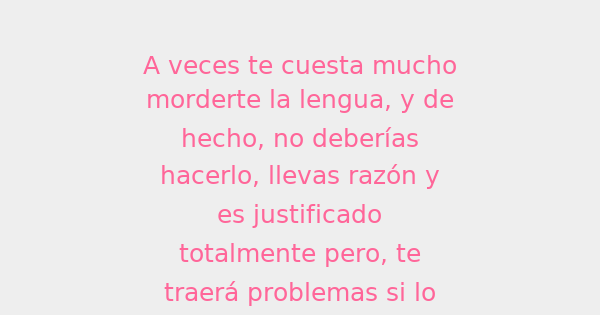 A veces te cuesta mucho
morderte la lengua, y de
hecho, no deberías
hacerlo, llevas razón y
es justificado
totalmente pero, te
traerá problemas si lo